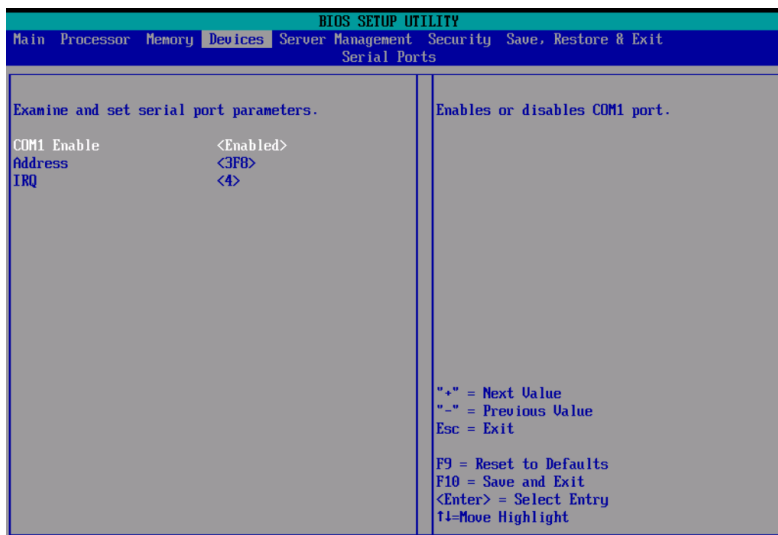 BIOS SETUP UTILITY
Main Processor Memory Devices Server Management Security Save, Restore & Exit
Serial Ports
Examine and set serial port parameters.
COM1 Enable <Enabled>
Address <3F8>
IRQ <4>
Enables or disables COM1 port.
"+" = Next Value
"-" = Previous Value
Esc = Exit
F9 = Reset to Defaults
F10 = Save and Exit
<Enter> = Select Entry
↑↓=Move Highlight